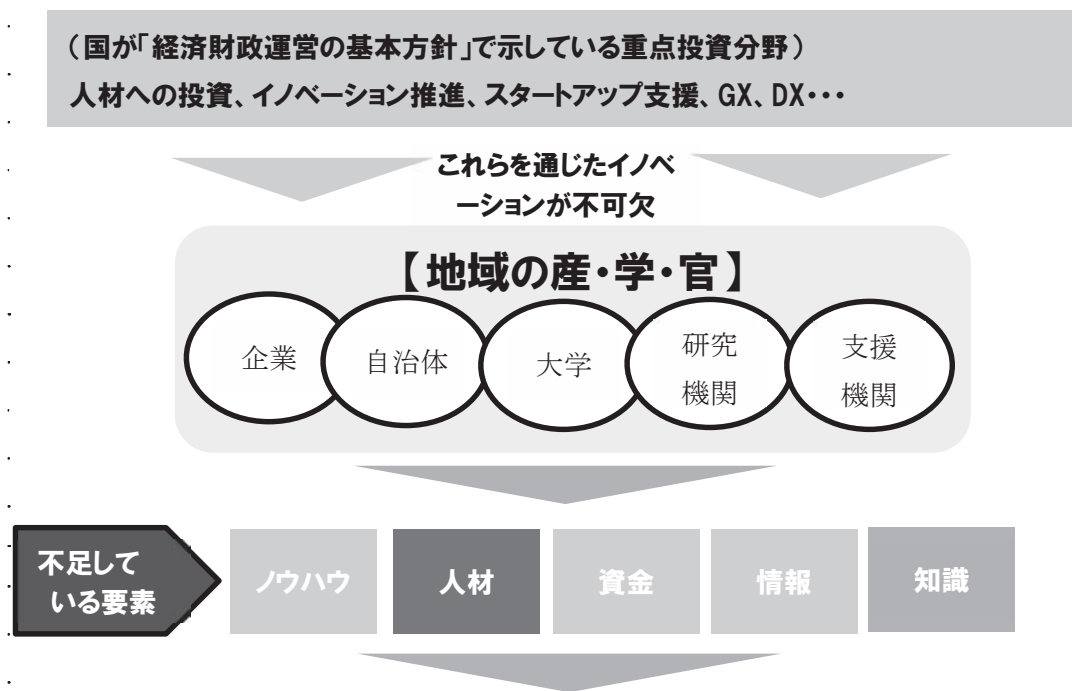 （国が「経済財政運営の基本方針」で示している重点投資分野）
人材への投資、イノベーション推進、スタートアップ支援、GX、DX・・・
これらを通じたイノベ
ーションが不可欠
【地域の産・学・官】
企業
自治体
大学
研究
機関
支援
機関
不足して
いる要素
ノウハウ
人材
資金
情報
知識